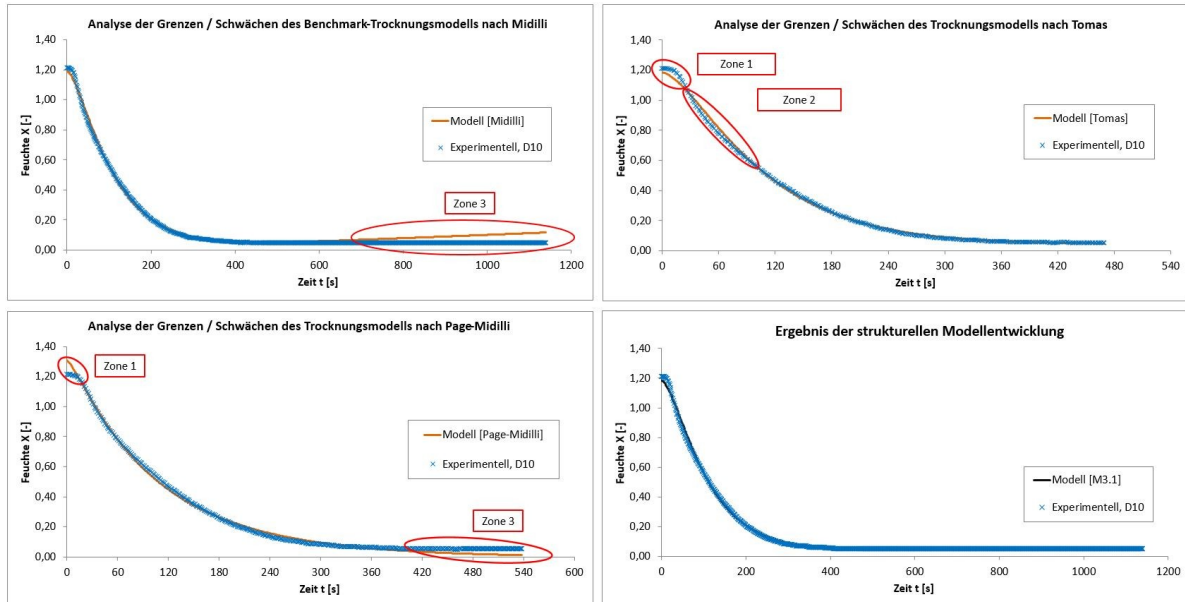 Analyse der Grenzen / Schwächen des Benchmark-Trocknungsmodells nach Midilli
1,40
1,20
1,00
0,80
0,60
0,40
0,20
0,00
Feuchte X [-]
0 200 400 600 800 1000 1200
Zeit t [s]
Modell [Midilli]
Experimentell, D10
Zone 3
Analyse der Grenzen / Schwächen des Trocknungsmodells nach Tomas
1,40
1,20
1,00
0,80
0,60
0,40
0,20
0,00
Feuchte X [-]
0 60 120 180 240 300 360 420 480 540
Zeit t [s]
Zone 1
Zone 2
Modell [Tomas]
Experimentell, D10
Analyse der Grenzen / Schwächen des Trocknungsmodells nach Page-Midilli
1,40
1,20
1,00
0,80
0,60
0,40
0,20
0,00
Feuchte X [-]
0 60 120 180 240 300 360 420 480 540 600
Zeit t [s]
Zone 1
Modell [Page-Midilli]
Experimentell, D10
Zone 3
Ergebnis der strukturellen Modellentwicklung
1,40
1,20
1,00
0,80
0,60
0,40
0,20
0,00
Feuchte X [-]
0 200 400 600 800 1000 1200
Zeit t [s]
Modell [M3.1]
Experimentell, D10